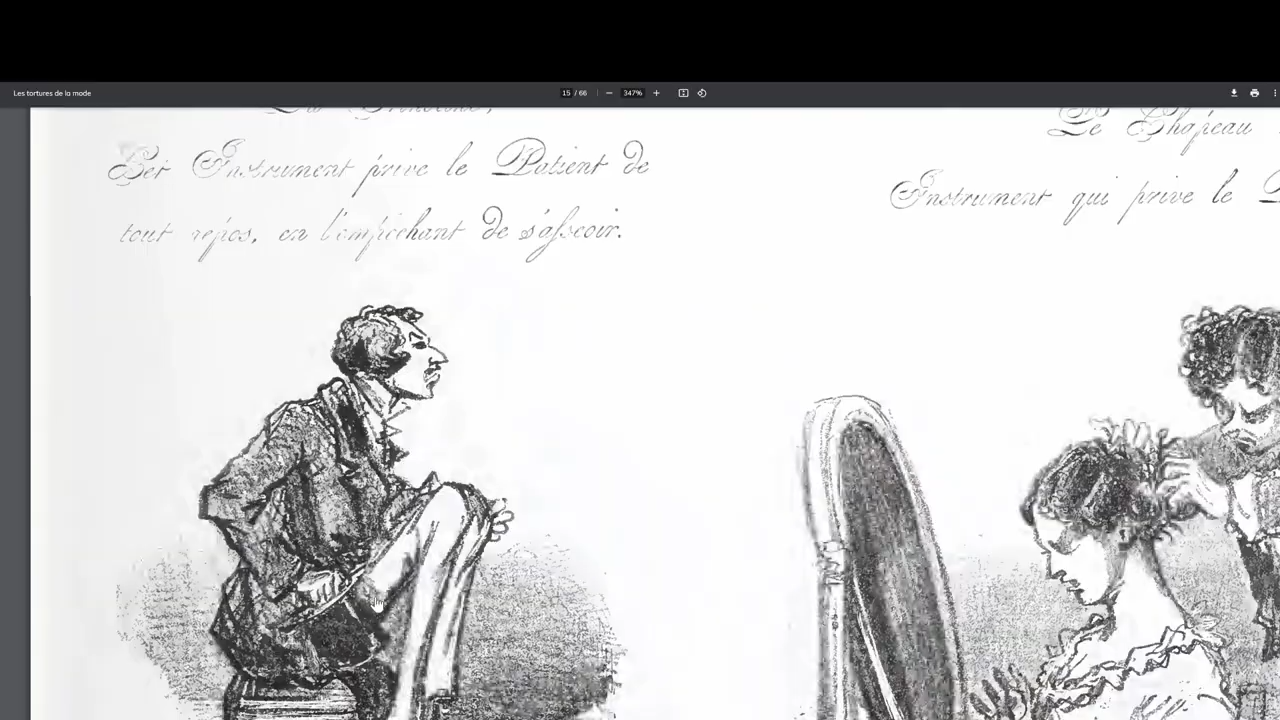 Les tortures de la mode
15 / 66
347%
Cet Instrument prive le Patient de
tout repos, en l'empêchant de s'asseoir.
Le Chapeau
Instrument qui prive le